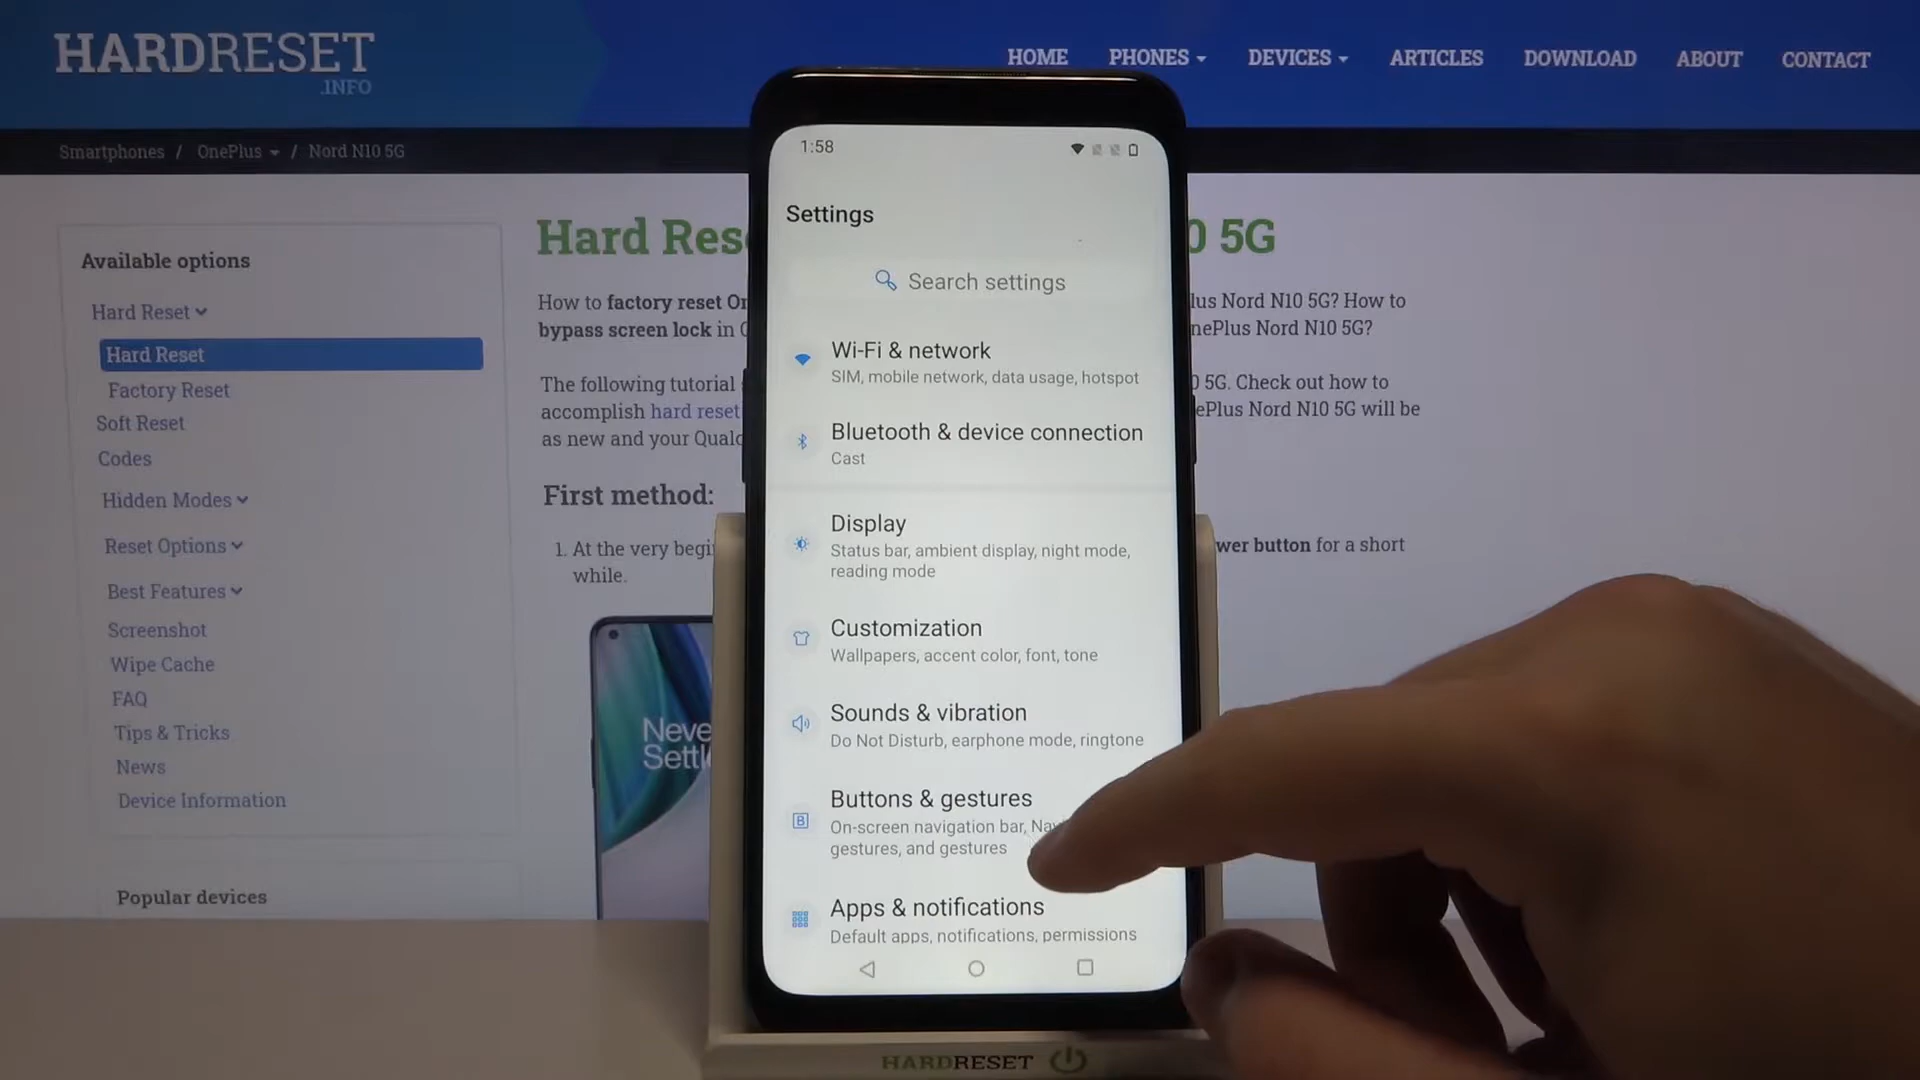 HARDRESET
.INFO
HOME PHONES DEVICES ARTICLES DOWNLOAD ABOUT CONTACT
Smartphones / OnePlus / Nord N10 5G
Available options
Hard Reset
Hard Reset
Factory Reset
Soft Reset
Codes
Hidden Modes
Reset Options
Best Features
Screenshot
Wipe Cache
FAQ
Tips & Tricks
News
Device Information
Popular devices
Hard Res 0 5G
How to factory reset On lus Nord N10 5G? How to
bypass screen lock in nePlus Nord N10 5G?
The following tutorial 5G. Check out how to
accomplish hard reset ePlus Nord N10 5G will be
as new and your Qualc
First method:
1. At the very begi wer button for a short
while.
Neve
Settl
1:58
Settings
Search settings
Wi-Fi & network
SIM, mobile network, data usage, hotspot
Bluetooth & device connection
Cast
Display
Status bar, ambient display, night mode,
reading mode
Customization
Wallpapers, accent color, font, tone
Sounds & vibration
Do Not Disturb, earphone mode, ringtone
Buttons & gestures
On-screen navigation bar, Nav
gestures, and gestures
Apps & notifications
Default apps, notifications, permissions
HARDRESET